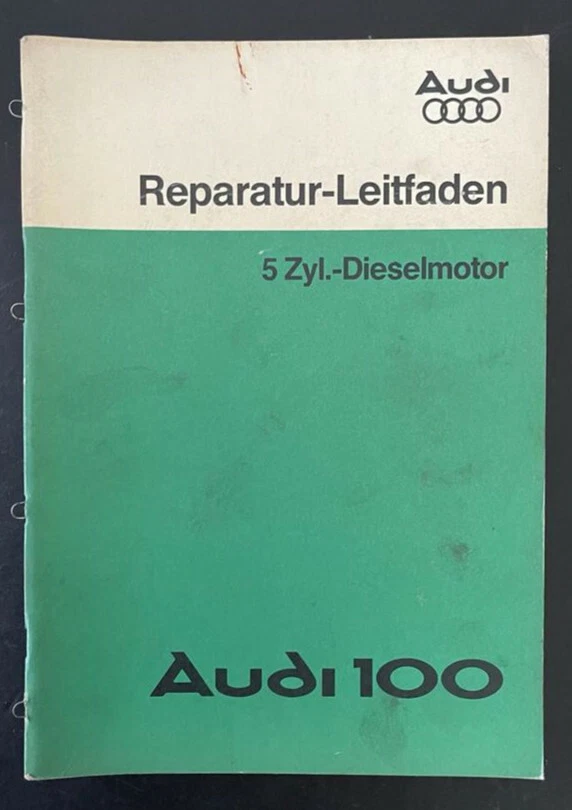 Audi
Reparatur-Leitfaden
5 Zyl.-Dieselmotor
Audi 100